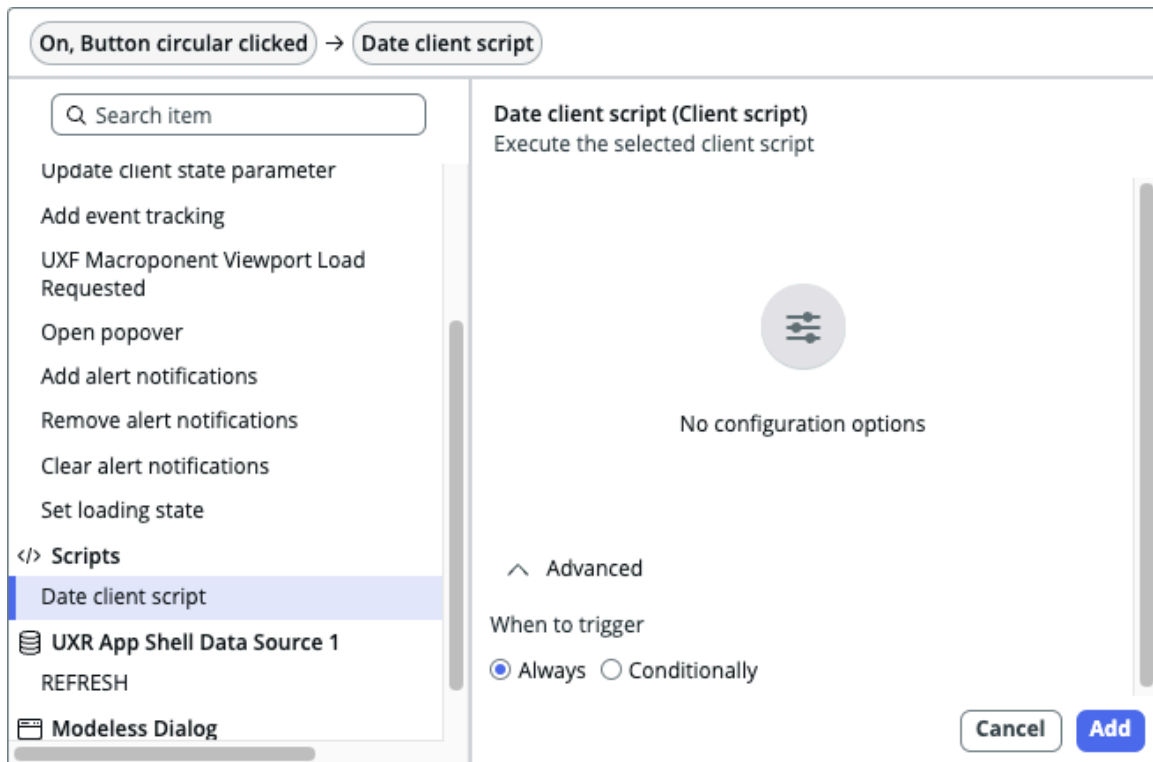 On, Button circular clicked → Date client script
Search item
Update client state parameter
Add event tracking
UXF Macroponent Viewport Load
Requested
Open popover
Add alert notifications
Remove alert notifications
Clear alert notifications
Set loading state
</> Scripts
Date client script
UXR App Shell Data Source 1
REFRESH
Modeless Dialog
Date client script (Client script)
Execute the selected client script
No configuration options
Advanced
When to trigger
Always Conditionally
Cancel Add